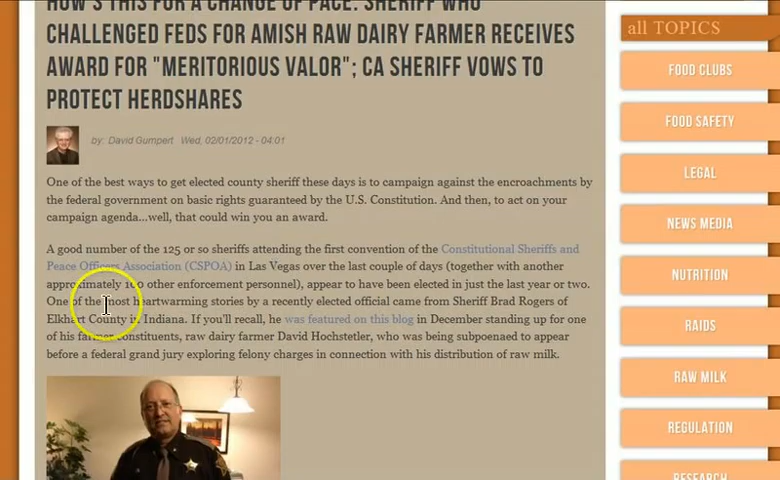 HOW'S THIS FOR A CHANGE OF PACE: SHERIFF WHO
CHALLENGED FEDS FOR AMISH RAW DAIRY FARMER RECEIVES
AWARD FOR "MERITORIOUS VALOR"; CA SHERIFF VOWS TO
PROTECT HERDSHARES
by: David Gumpert Wed, 02/01/2012 - 04:01
One of the best ways to get elected county sheriff these days is to campaign against the encroachments by
the federal government on basic rights guaranteed by the U.S. Constitution. And then, to act on your
campaign agenda...well, that could win you an award.
A good number of the 125 or so sheriffs attending the first convention of the Constitutional Sheriffs and
Peace Officers Association (CSPOA) in Las Vegas over the last couple of days (together with another
approximately 100 other enforcement personnel), appear to have been elected in just the last year or two.
One of the most heartwarming stories by a recently elected official came from Sheriff Brad Rogers of
Elkhart County in Indiana. If you'll recall, he was featured on this blog in December standing up for one
of his farmer constituents, raw dairy farmer David Hochstetler, who was being subpoenaed to appear
before a federal grand jury exploring felony charges in connection with his distribution of raw milk.
all TOPICS
FOOD CLUBS
FOOD SAFETY
LEGAL
NEWS MEDIA
NUTRITION
RAIDS
RAW MILK
REGULATION
RESEARCH